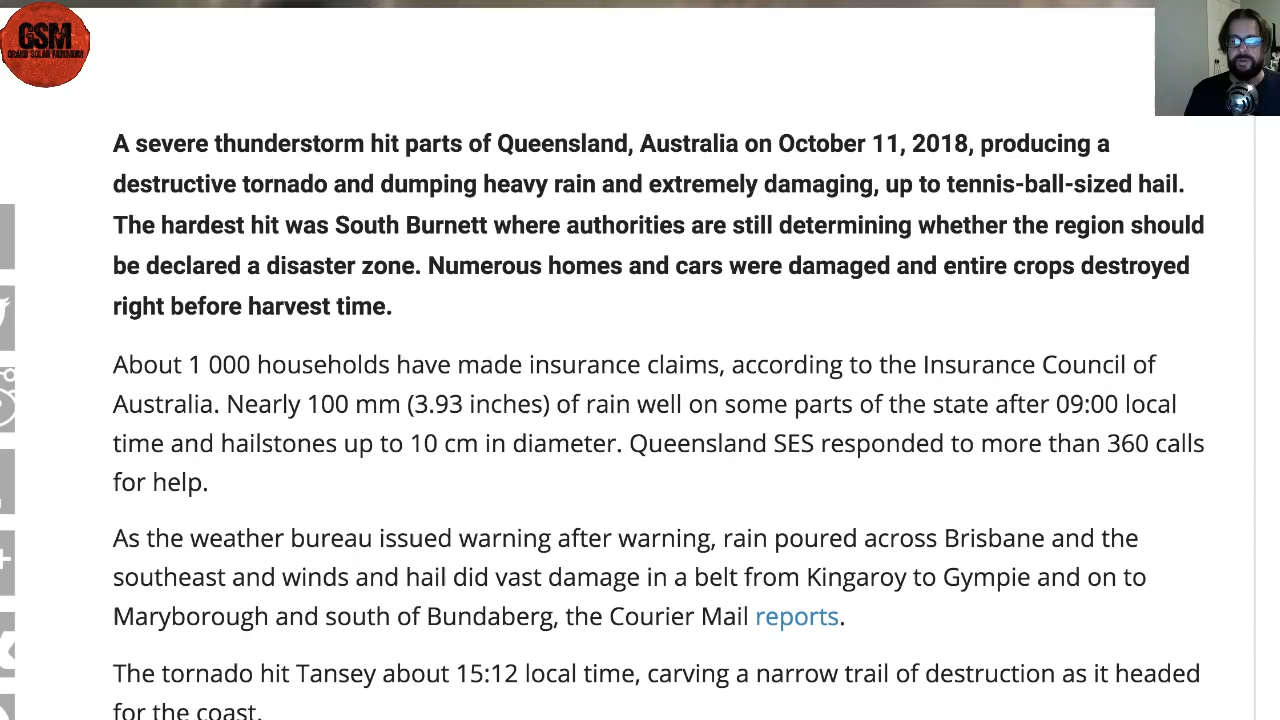 GSM
GRAND SOLAR MINIMUM
A severe thunderstorm hit parts of Queensland, Australia on October 11, 2018, producing a
destructive tornado and dumping heavy rain and extremely damaging, up to tennis-ball-sized hail.
The hardest hit was South Burnett where authorities are still determining whether the region should
be declared a disaster zone. Numerous homes and cars were damaged and entire crops destroyed
right before harvest time.
About 1 000 households have made insurance claims, according to the Insurance Council of
Australia. Nearly 100 mm (3.93 inches) of rain well on some parts of the state after 09:00 local
time and hailstones up to 10 cm in diameter. Queensland SES responded to more than 360 calls
for help.
As the weather bureau issued warning after warning, rain poured across Brisbane and the
southeast and winds and hail did vast damage in a belt from Kingaroy to Gympie and on to
Maryborough and south of Bundaberg, the Courier Mail reports.
The tornado hit Tansey about 15:12 local time, carving a narrow trail of destruction as it headed
for the coast.